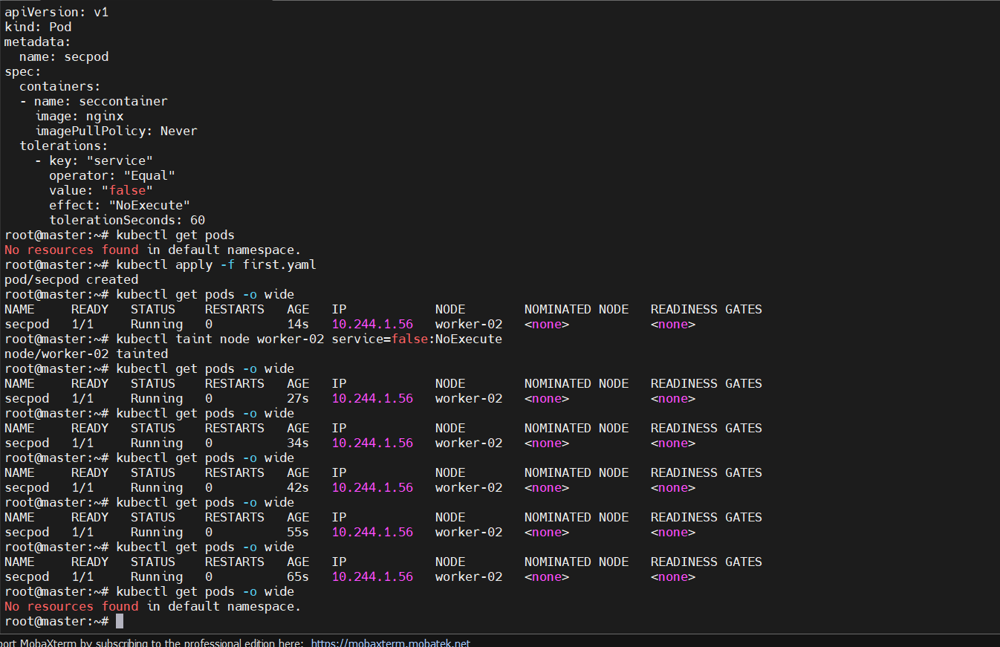 apiVersion: v1
kind: Pod
metadata:
  name: secpod
spec:
  containers:
  - name: seccontainer
    image: nginx
    imagePullPolicy: Never
  tolerations:
    - key: "service"
      operator: "Equal"
      value: "false"
      effect: "NoExecute"
      tolerationSeconds: 60
root@master:~# kubectl get pods
No resources found in default namespace.
root@master:~# kubectl apply -f first.yaml
pod/secpod created
root@master:~# kubectl get pods -o wide
NAME     READY   STATUS    RESTARTS   AGE   IP            NODE        NOMINATED NODE   READINESS GATES
secpod   1/1     Running   0          14s   10.244.1.56   worker-02   <none>           <none>
root@master:~# kubectl taint node worker-02 service=false:NoExecute
node/worker-02 tainted
root@master:~# kubectl get pods -o wide
NAME     READY   STATUS    RESTARTS   AGE   IP            NODE        NOMINATED NODE   READINESS GATES
secpod   1/1     Running   0          27s   10.244.1.56   worker-02   <none>           <none>
root@master:~# kubectl get pods -o wide
NAME     READY   STATUS    RESTARTS   AGE   IP            NODE        NOMINATED NODE   READINESS GATES
secpod   1/1     Running   0          34s   10.244.1.56   worker-02   <none>           <none>
root@master:~# kubectl get pods -o wide
NAME     READY   STATUS    RESTARTS   AGE   IP            NODE        NOMINATED NODE   READINESS GATES
secpod   1/1     Running   0          42s   10.244.1.56   worker-02   <none>           <none>
root@master:~# kubectl get pods -o wide
NAME     READY   STATUS    RESTARTS   AGE   IP            NODE        NOMINATED NODE   READINESS GATES
secpod   1/1     Running   0          55s   10.244.1.56   worker-02   <none>           <none>
root@master:~# kubectl get pods -o wide
NAME     READY   STATUS    RESTARTS   AGE   IP            NODE        NOMINATED NODE   READINESS GATES
secpod   1/1     Running   0          65s   10.244.1.56   worker-02   <none>           <none>
root@master:~# kubectl get pods -o wide
No resources found in default namespace.
root@master:~#
port MobaXterm by subscribing to the professional edition here: https://mobaxterm.mobatek.net